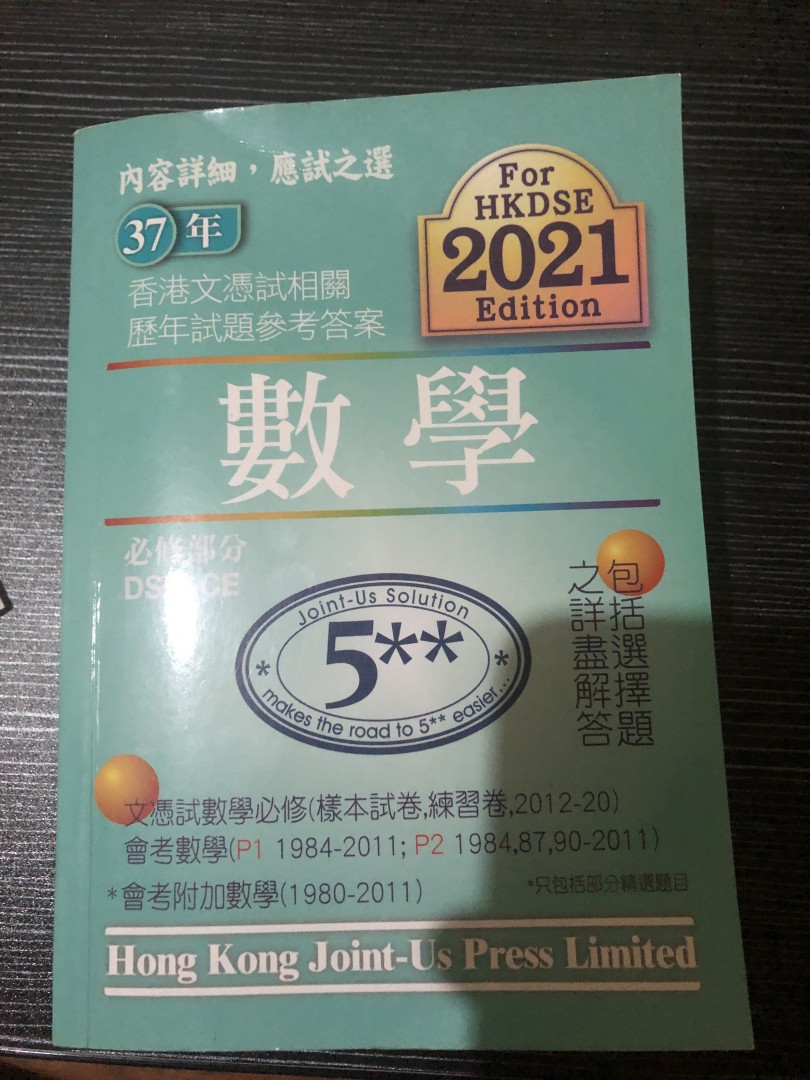 內容詳細，應試之選
37年
香港文憑試相關
歷年試題參考答案
For
HKDSE
2021
Edition
數學
必修部分
Joint-Us Solution
5**
* makes the road to 5** easier... *
包括選擇題
之詳盡解答
文憑試數學必修(樣本試卷,練習卷,2012-20)
會考數學(P1 1984-2011; P2 1984,87,90-2011)
*會考附加數學(1980-2011)
*只包括部分精選題目
Hong Kong Joint-Us Press Limited